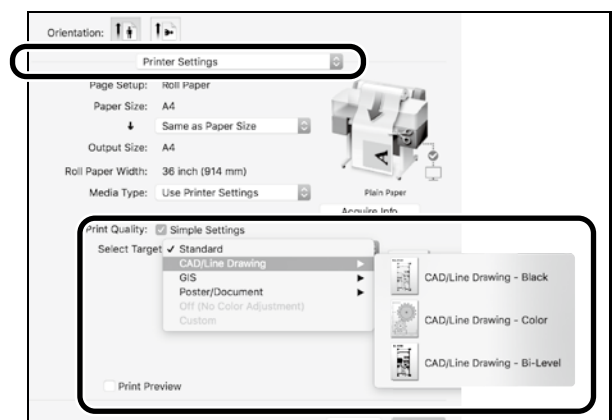 Orientation:
Printer Settings
Page Setup: Roll Paper
Paper Size: A4
Same as Paper Size
Output Size: A4
Roll Paper Width: 36 inch (914 mm)
Media Type: Use Printer Settings
Plain Paper
Acquire Info
Print Quality: Simple Settings
Select Target ✓ Standard
CAD/Line Drawing
GIS
Poster/Document
Off (No Color Adjustment)
Custom
CAD/Line Drawing - Black
CAD/Line Drawing - Color
CAD/Line Drawing - Bi-Level
Print Preview